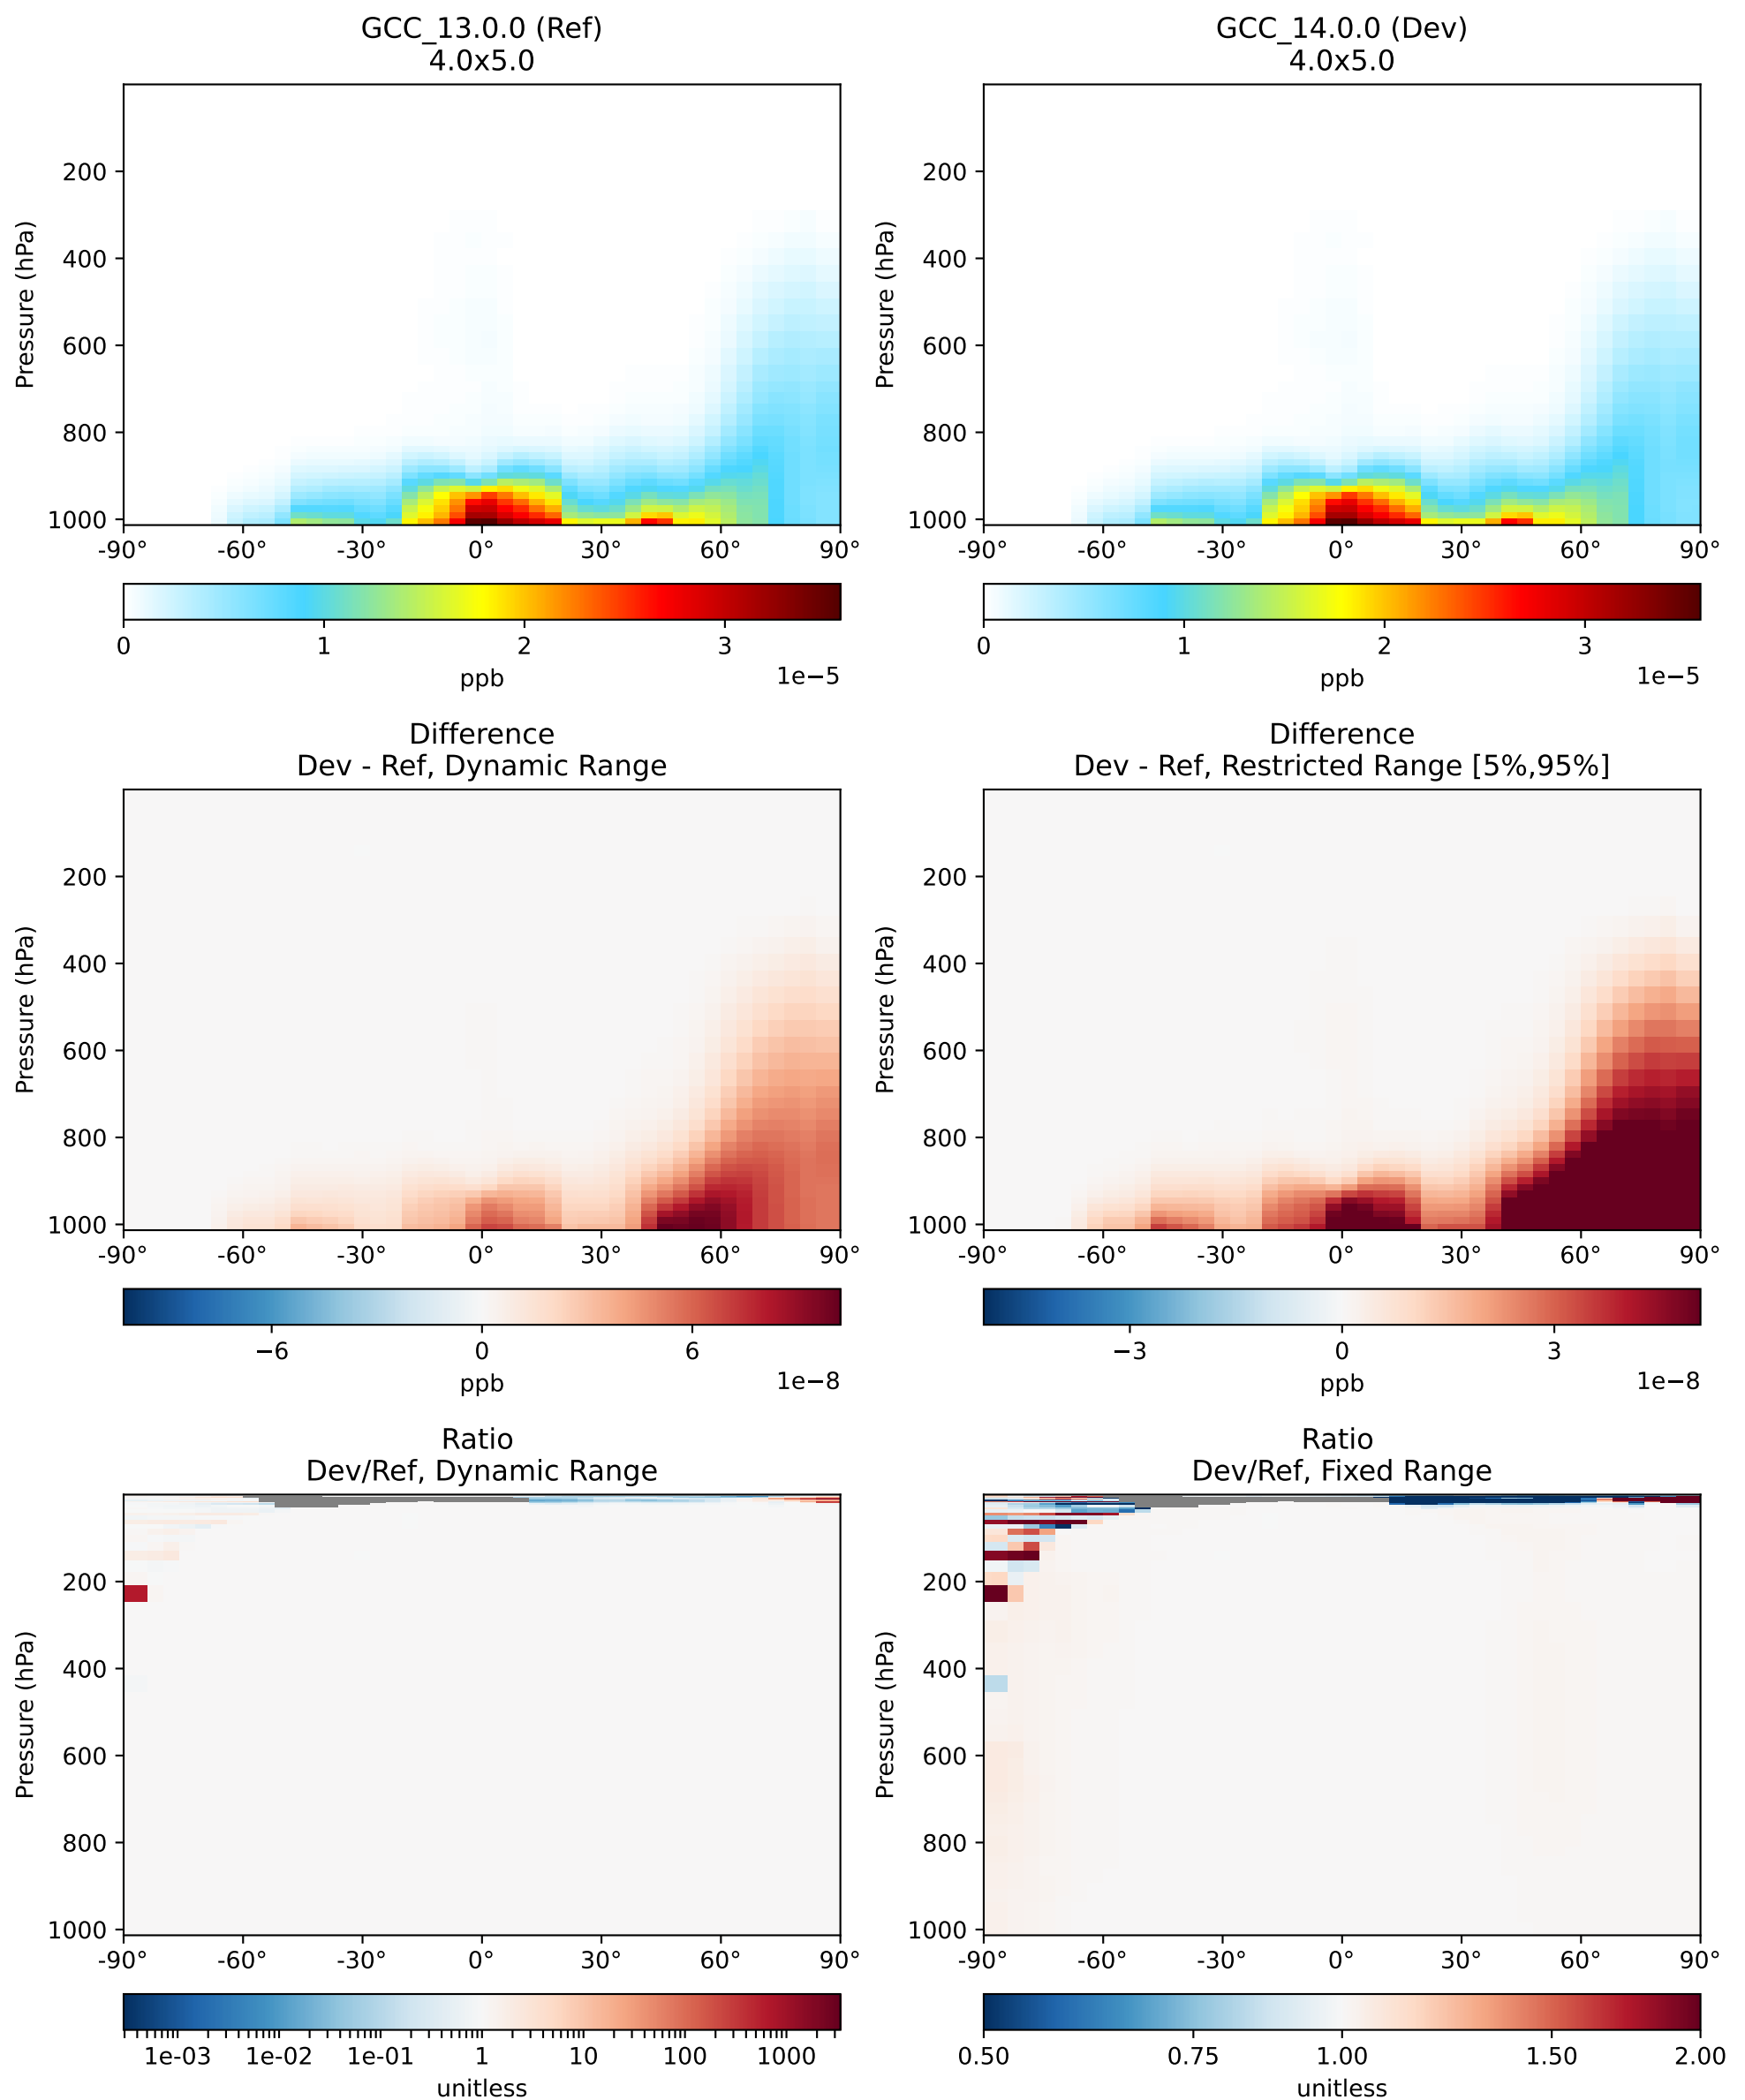 GCC_13.0.0 (Ref)
4.0x5.0
Pressure (hPa)
200
400
600
800
1000
-90° -60° -30° 0° 30° 60° 90°
0 1 2 3
1e−5
ppb
GCC_14.0.0 (Dev)
4.0x5.0
Pressure (hPa)
200
400
600
800
1000
-90° -60° -30° 0° 30° 60° 90°
0 1 2 3
1e−5
ppb
Difference
Dev - Ref, Dynamic Range
Pressure (hPa)
200
400
600
800
1000
-90° -60° -30° 0° 30° 60° 90°
−6 0 6
1e−8
ppb
Difference
Dev - Ref, Restricted Range [5%,95%]
Pressure (hPa)
200
400
600
800
1000
-90° -60° -30° 0° 30° 60° 90°
−3 0 3
1e−8
ppb
Ratio
Dev/Ref, Dynamic Range
Pressure (hPa)
200
400
600
800
1000
-90° -60° -30° 0° 30° 60° 90°
1e-03 1e-02 1e-01 1 10 100 1000
unitless
Ratio
Dev/Ref, Fixed Range
Pressure (hPa)
200
400
600
800
1000
-90° -60° -30° 0° 30° 60° 90°
0.50 0.75 1.00 1.50 2.00
unitless